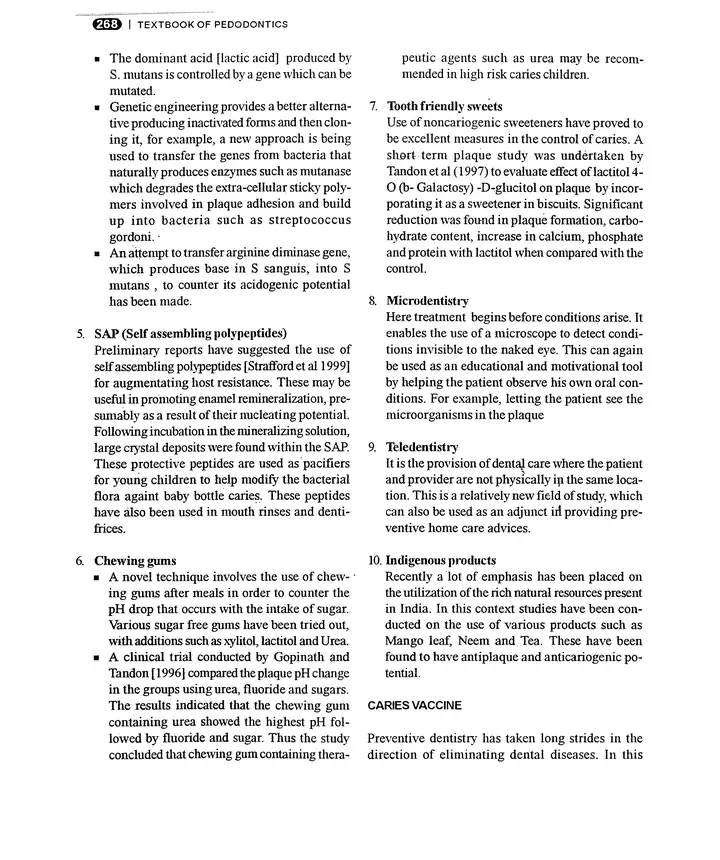 268 | TEXTBOOK OF PEDODONTICS
■ The dominant acid [lactic acid] produced by
S. mutans is controlled by a gene which can be
mutated.
■ Genetic engineering provides a better alterna-
tive producing inactivated forms and then clon-
ing it, for example, a new approach is being
used to transfer the genes from bacteria that
naturally produces enzymes such as mutanase
which degrades the extra-cellular sticky poly-
mers involved in plaque adhesion and build
up into bacteria such as streptococcus
gordoni.
■ An attempt to transfer arginine diminase gene,
which produces base in S sanguis, into S
mutans , to counter its acidogenic potential
has been made.
5. SAP (Self assembling polypeptides)
Preliminary reports have suggested the use of
self assembling polypeptides [Strafford et al 1999]
for augmentating host resistance. These may be
useful in promoting enamel remineralization, pre-
sumably as a result of their nucleating potential.
Following incubation in the mineralizing solution,
large crystal deposits were found within the SAP.
These protective peptides are used as pacifiers
for young children to help modify the bacterial
flora againt baby bottle caries. These peptides
have also been used in mouth rinses and denti-
frices.
6. Chewing gums
■ A novel technique involves the use of chew-
ing gums after meals in order to counter the
pH drop that occurs with the intake of sugar.
Various sugar free gums have been tried out,
with additions such as xylitol, lactitol and Urea.
■ A clinical trial conducted by Gopinath and
Tandon [1996] compared the plaque pH change
in the groups using urea, fluoride and sugars.
The results indicated that the chewing gum
containing urea showed the highest pH fol-
lowed by fluoride and sugar. Thus the study
concluded that chewing gum containing thera-
peutic agents such as urea may be recom-
mended in high risk caries children.
7. Tooth friendly sweets
Use of noncariogenic sweeteners have proved to
be excellent measures in the control of caries. A
short term plaque study was undertaken by
Tandon et al (1997) to evaluate effect of lactitol 4-
O (b- Galactosy) -D-glucitol on plaque by incor-
porating it as a sweetener in biscuits. Significant
reduction was found in plaque formation, carbo-
hydrate content, increase in calcium, phosphate
and protein with lactitol when compared with the
control.
8. Microdentistry
Here treatment begins before conditions arise. It
enables the use of a microscope to detect condi-
tions invisible to the naked eye. This can again
be used as an educational and motivational tool
by helping the patient observe his own oral con-
ditions. For example, letting the patient see the
microorganisms in the plaque
9. Teledentistry
It is the provision of dental care where the patient
and provider are not physically in the same loca-
tion. This is a relatively new field of study, which
can also be used as an adjunct in providing pre-
ventive home care advices.
10. Indigenous products
Recently a lot of emphasis has been placed on
the utilization of the rich natural resources present
in India. In this context studies have been con-
ducted on the use of various products such as
Mango leaf, Neem and Tea. These have been
found to have antiplaque and anticariogenic po-
tential.
CARIES VACCINE
Preventive dentistry has taken long strides in the
direction of eliminating dental diseases. In this